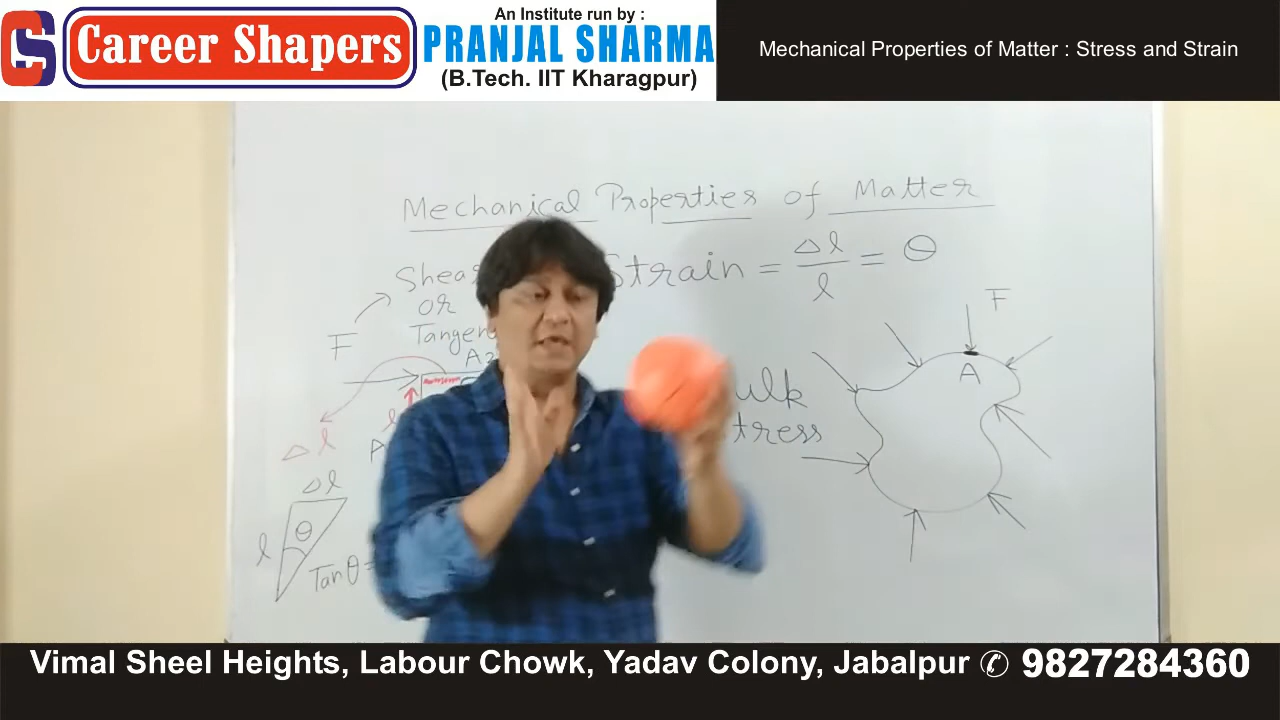 An Institute run by :
CS Career Shapers
PRANJAL SHARMA
(B.Tech. IIT Kharagpur)
Mechanical Properties of Matter : Stress and Strain
Mechanical Properties of Matter
Strain = Δl / l = θ
or
F
A
Δl
Δl
l
θ
l
Tanθ =
F
A
Vimal Sheel Heights, Labour Chowk, Yadav Colony, Jabalpur ✆ 9827284360